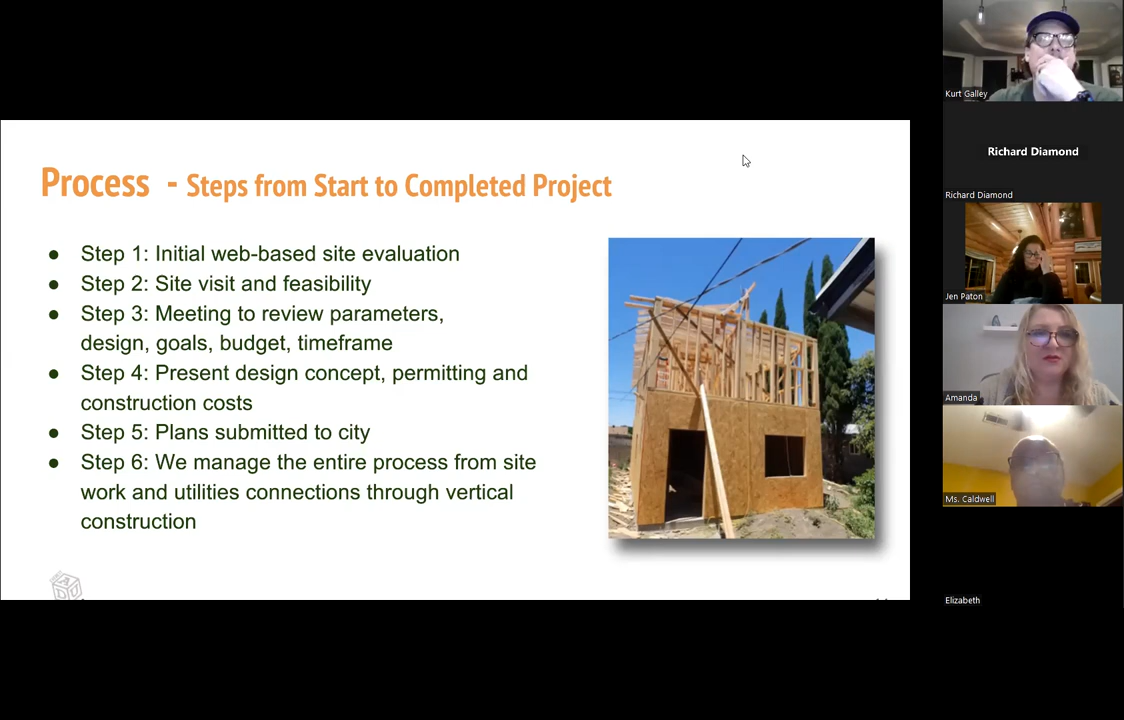 Process - Steps from Start to Completed Project
● Step 1: Initial web-based site evaluation
● Step 2: Site visit and feasibility
● Step 3: Meeting to review parameters,
design, goals, budget, timeframe
● Step 4: Present design concept, permitting and
construction costs
● Step 5: Plans submitted to city
● Step 6: We manage the entire process from site
work and utilities connections through vertical
construction
ADU
Kurt Galley
Richard Diamond
Richard Diamond
Jen Paton
Amanda
Ms. Caldwell
Elizabeth